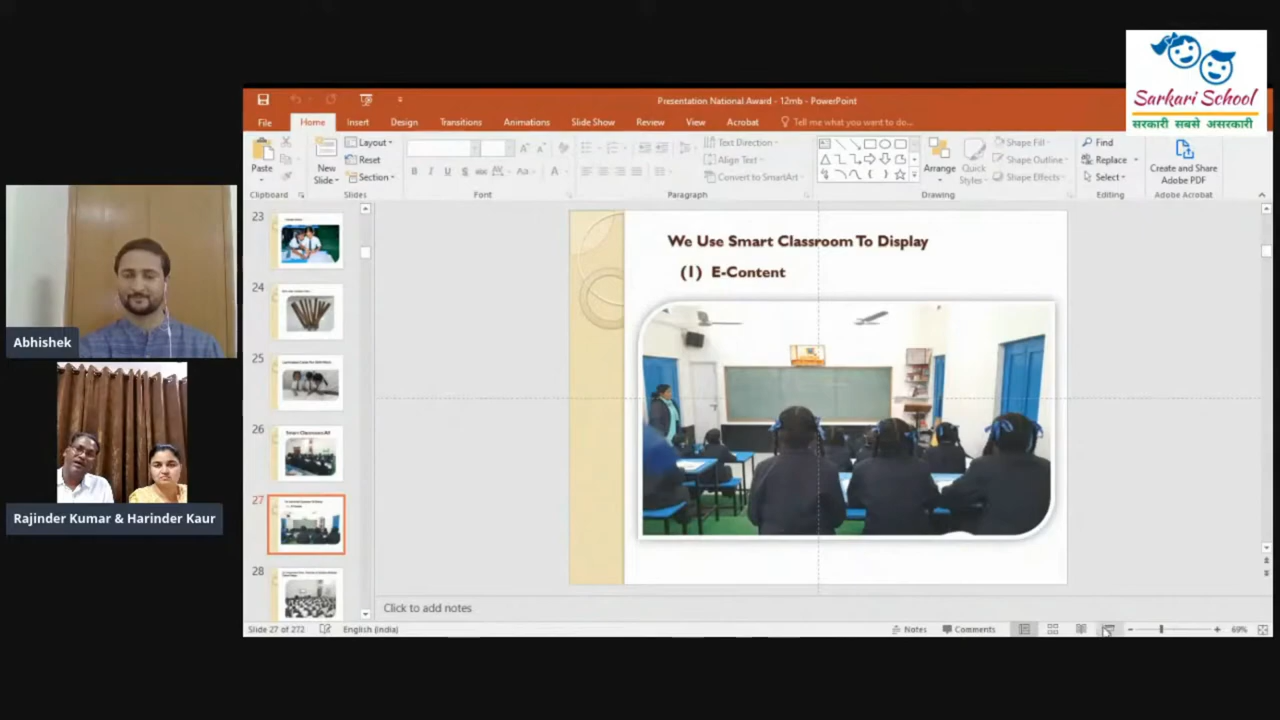 Sarkari School
सरकारी सबसे असरकारी
Presentation National Award - 12mb - PowerPoint
File Home Insert Design Transitions Animations Slide Show Review View Acrobat Tell me what you want to do...
Paste
New Slide
Layout
Reset
Section
Text Direction
Align Text
Convert to SmartArt
Arrange
Quick Styles
Shape Fill
Shape Outline
Shape Effects
Find
Replace
Select
Create and Share Adobe PDF
Clipboard Slides Font Paragraph Drawing Editing Adobe Acrobat
23
24
25
26
27
28
We Use Smart Classroom To Display
(1) E-Content
Abhishek
Rajinder Kumar & Harinder Kaur
Click to add notes
Slide 27 of 272 English (India) Notes Comments 69%